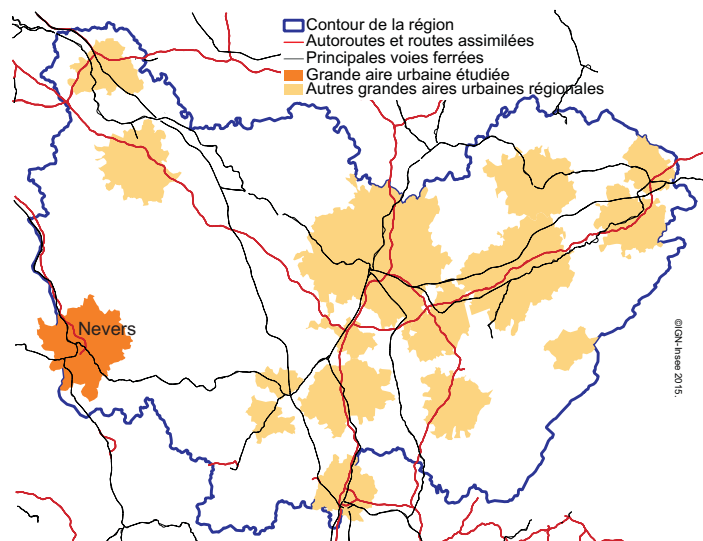 Contour de la région
Autoroutes et routes assimilées
Principales voies ferrées
Grande aire urbaine étudiée
Autres grandes aires urbaines régionales
Nevers
©IGN-Insee 2015.